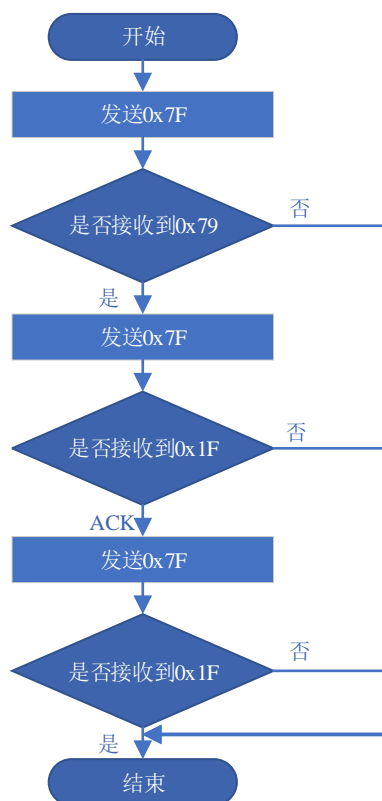 开始
发送0x7F
是否接收到0x79
否
是
发送0x7F
是否接收到0x1F
否
ACK
发送0x7F
是否接收到0x1F
否
是
结束